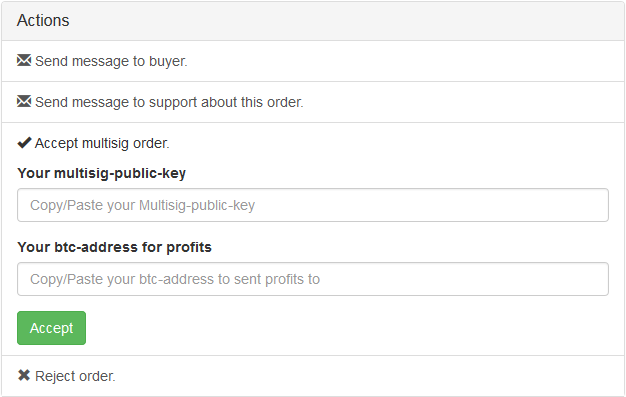 Actions
Send message to buyer.
Send message to support about this order.
Accept multisig order.
Your multisig-public-key
Copy/Paste your Multisig-public-key
Your btc-address for profits
Copy/Paste your btc-address to sent profits to
Accept
Reject order.